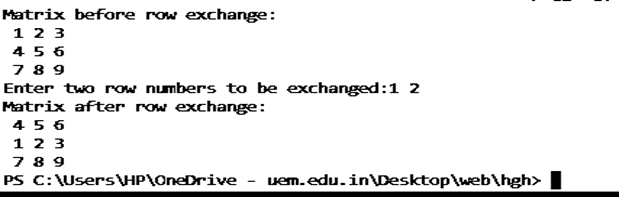 Matrix before row exchange:
1 2 3
4 5 6
7 8 9
Enter two row numbers to be exchanged:1 2
Matrix after row exchange:
4 5 6
1 2 3
7 8 9
PS C:\Users\HP\OneDrive - uem.edu.in\Desktop\web\hgh>